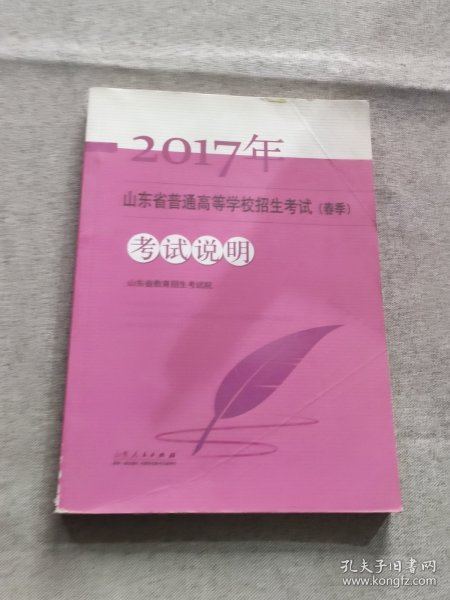 2017年
山东省普通高等学校招生考试（春季）
考试说明
山东省教育招生考试院
山东人民出版社
孔夫子旧书网
www.kongfz.com